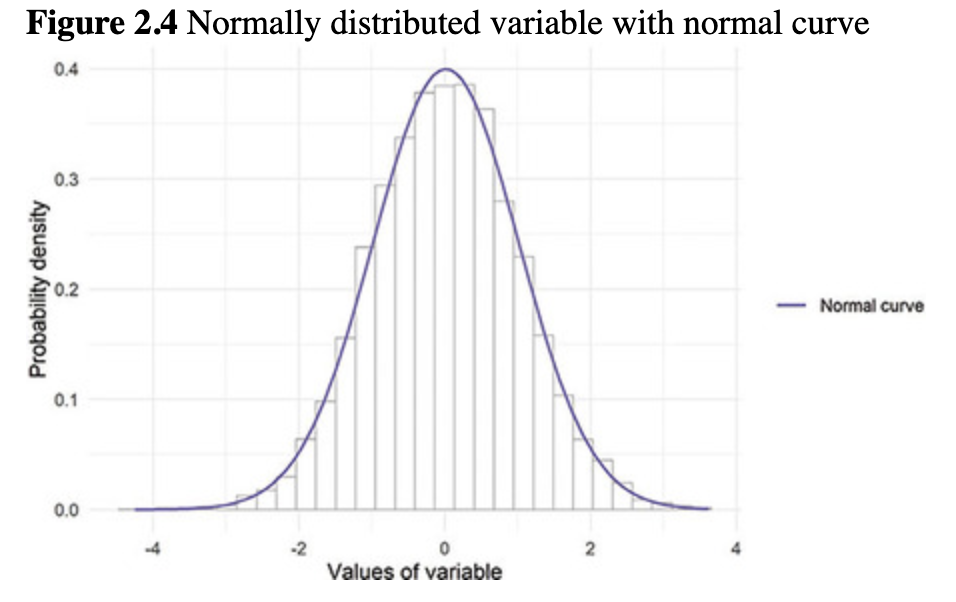 Figure 2.4 Normally distributed variable with normal curve
0.4
0.3
0.2
0.1
0.0
Probability density
-4 -2 0 2 4
Values of variable
Normal curve